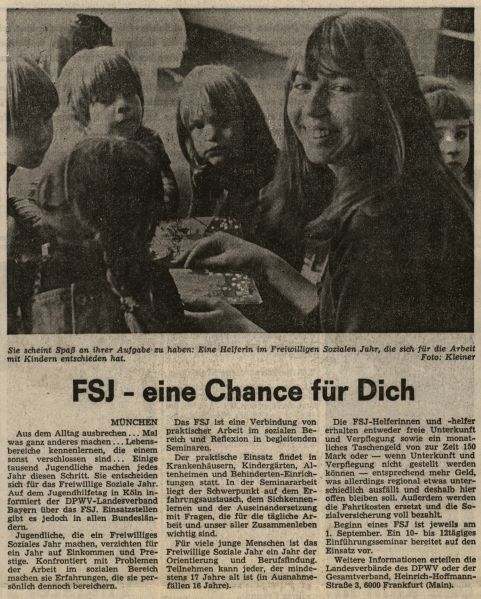 Sie scheint Spaß an ihrer Aufgabe zu haben: Eine Helferin im Freiwilligen Sozialen Jahr, die sich für die Arbeit
mit Kindern entschieden hat. Foto: Kleiner
FSJ – eine Chance für Dich
MÜNCHEN
Aus dem Alltag ausbrechen... Mal
was ganz anderes machen... Lebens-
bereiche kennenlernen, die einem
sonst verschlossen sind... Einige
tausend Jugendliche machen jedes
Jahr diesen Schritt. Sie entscheiden
sich für das Freiwillige Soziale Jahr.
Auf dem Jugendhilfetag in Köln in-
formiert der DPWV-Landesverband
Bayern über das FSJ. Einsatzstellen
gibt es jedoch in allen Bundeslän-
dern.
Jugendliche, die ein Freiwilliges
Soziales Jahr machen, verzichten für
ein Jahr auf Einkommen und Pre-
stige. Konfrontiert mit Problemen
der Arbeit im sozialen Bereich
machen sie Erfahrungen, die sie per-
sönlich dennoch bereichern.
Das FSJ ist eine Verbindung von
praktischer Arbeit im sozialen Be-
reich und Reflexion in begleitenden
Seminaren.
Der praktische Einsatz findet in
Krankenhäusern, Kindergärten, Al-
tenheimen und Behinderten-Einrich-
tungen statt. In der Seminararbeit
liegt der Schwerpunkt auf dem Er-
fahrungsaustausch, dem Sichkennen-
lernen und der Auseinandersetzung
mit Fragen, die für die tägliche Ar-
beit und unser aller Zusammenleben
wichtig sind.
Für viele junge Menschen ist das
Freiwillige Soziale Jahr ein Jahr der
Orientierung und Berufsfindung.
Teilnehmen kann jeder, der minde-
stens 17 Jahre alt ist (in Ausnahme-
fällen 16 Jahre).
Die FSJ-Helferinnen und -helfer
erhalten entweder freie Unterkunft
und Verpflegung sowie ein monat-
liches Taschengeld von zur Zeit 150
Mark oder — wenn Unterkunft und
Verpflegung nicht gestellt werden
können — entsprechend mehr Geld,
was allerdings regional etwas unter-
schiedlich ausfällt und deshalb hier
offen bleiben soll. Außerdem werden
die Fahrtkosten ersetzt und die So-
zialversicherung voll bezahlt.
Beginn eines FSJ ist jeweils am
1. September. Ein 10- bis 12tägiges
Einführungsseminar bereitet auf den
Einsatz vor.
Weitere Informationen erteilen die
Landesverbände des DPWV oder der
Gesamtverband, Heinrich-Hoffmann-
Straße 3, 6000 Frankfurt (Main).